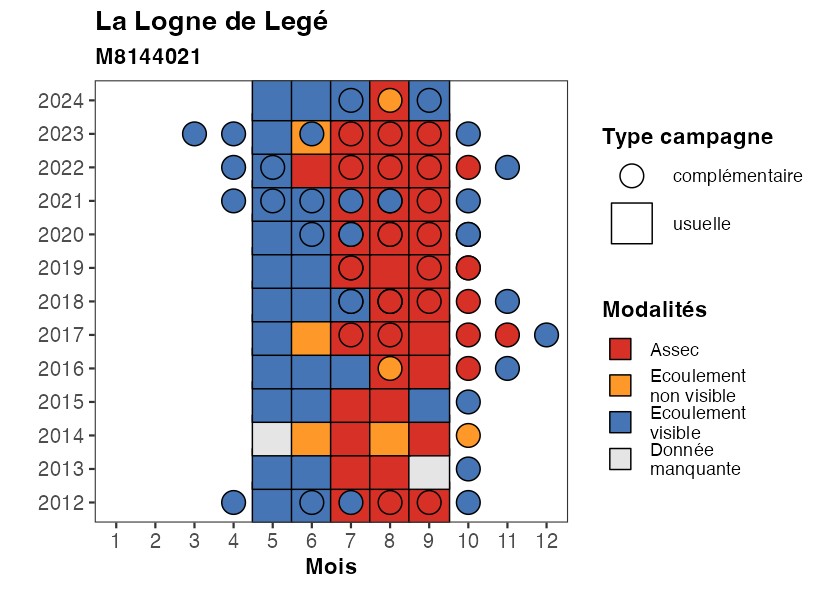 La Logne de Legé
M8144021
2024
2023
2022
2021
2020
2019
2018
2017
2016
2015
2014
2013
2012
1 2 3 4 5 6 7 8 9 10 11 12
Mois
Type campagne
complémentaire
usuelle
Modalités
Assec
Ecoulement
non visible
Ecoulement
visible
Donnée
manquante